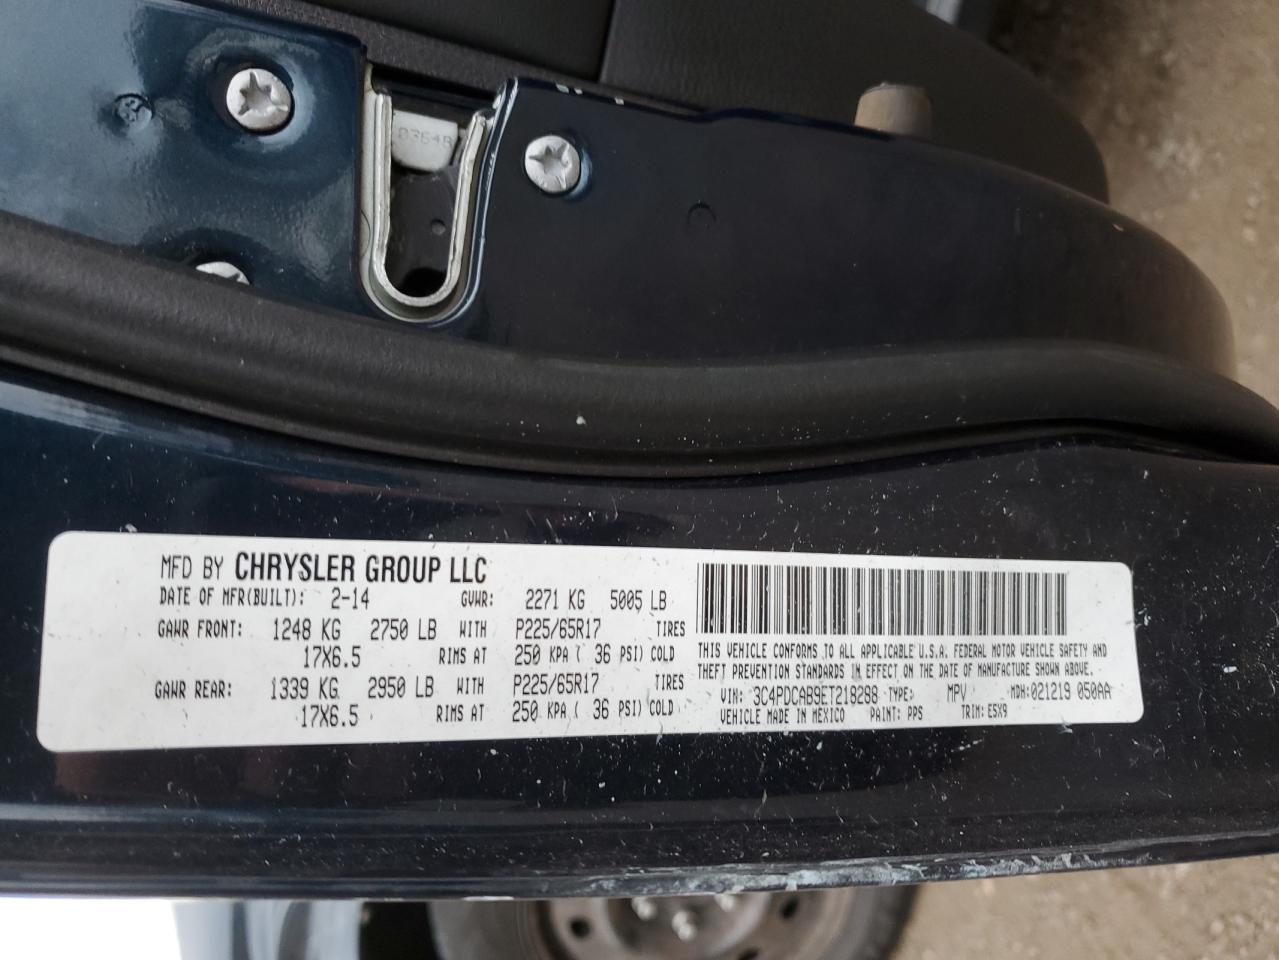 0364B
MFD BY CHRYSLER GROUP LLC
DATE OF MFR(BUILT): 2-14 GVWR: 2271 KG 5005 LB
GAWR FRONT: 1248 KG 2750 LB WITH P225/65R17 TIRES
17X6.5 RIMS AT 250 KPA ( 36 PSI) COLD
GAWR REAR: 1339 KG 2950 LB WITH P225/65R17 TIRES
17X6.5 RIMS AT 250 KPA ( 36 PSI) COLD
THIS VEHICLE CONFORMS TO ALL APPLICABLE U.S.A. FEDERAL MOTOR VEHICLE SAFETY AND
THEFT PREVENTION STANDARDS IN EFFECT ON THE DATE OF MANUFACTURE SHOWN ABOVE.
VIN: 3C4PDCAB9ET218288 TYPE: MPV MDH: 021219 050AA
VEHICLE MADE IN MEXICO PAINT: PPS TRIM: E5X9